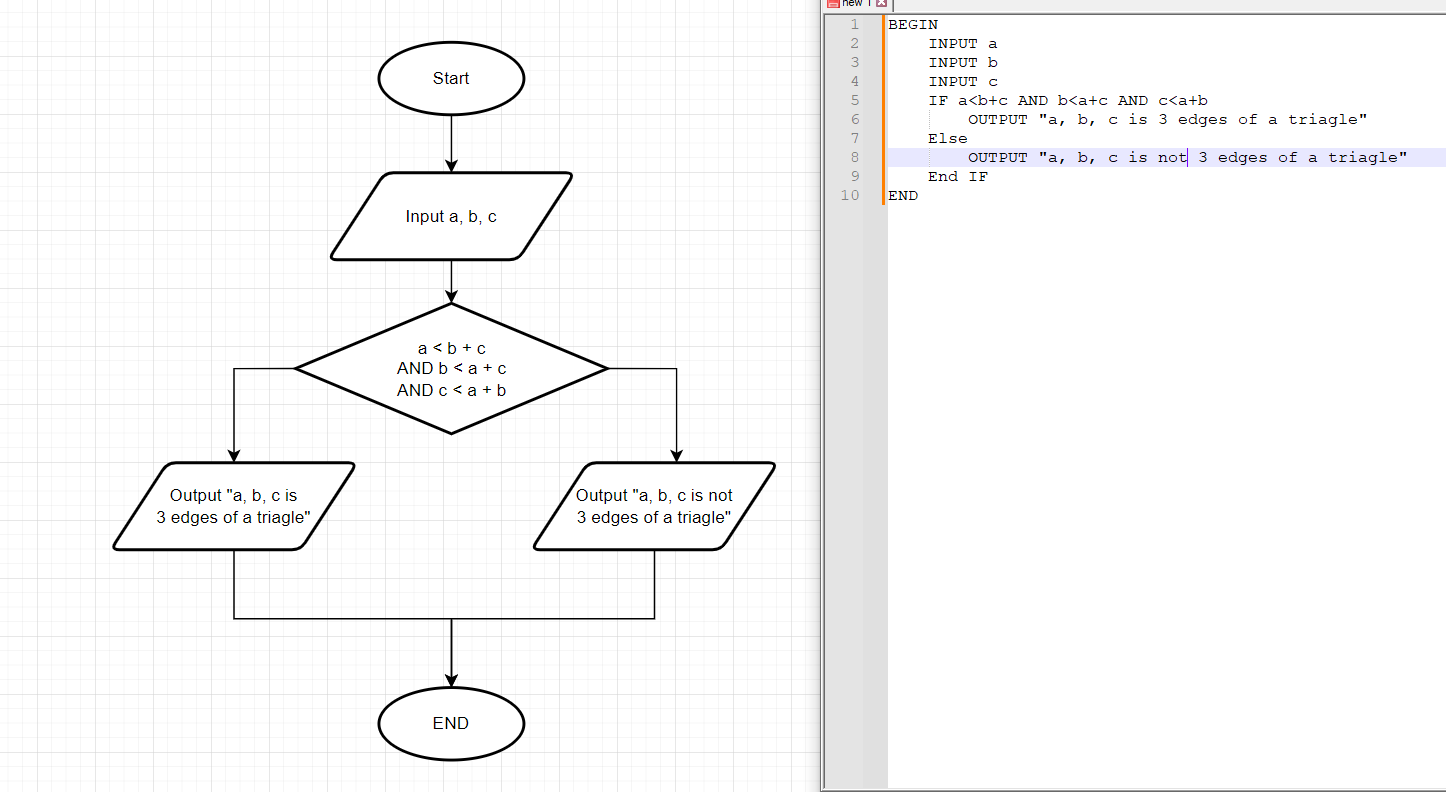 Start
Input a, b, c
a < b + c
AND b < a + c
AND c < a + b
Output "a, b, c is
3 edges of a triagle"
Output "a, b, c is not
3 edges of a triagle"
END
new 1
1 BEGIN
2 INPUT a
3 INPUT b
4 INPUT c
5 IF a<b+c AND b<a+c AND c<a+b
6 OUTPUT "a, b, c is 3 edges of a triagle"
7 Else
8 OUTPUT "a, b, c is not 3 edges of a triagle"
9 End IF
10 END